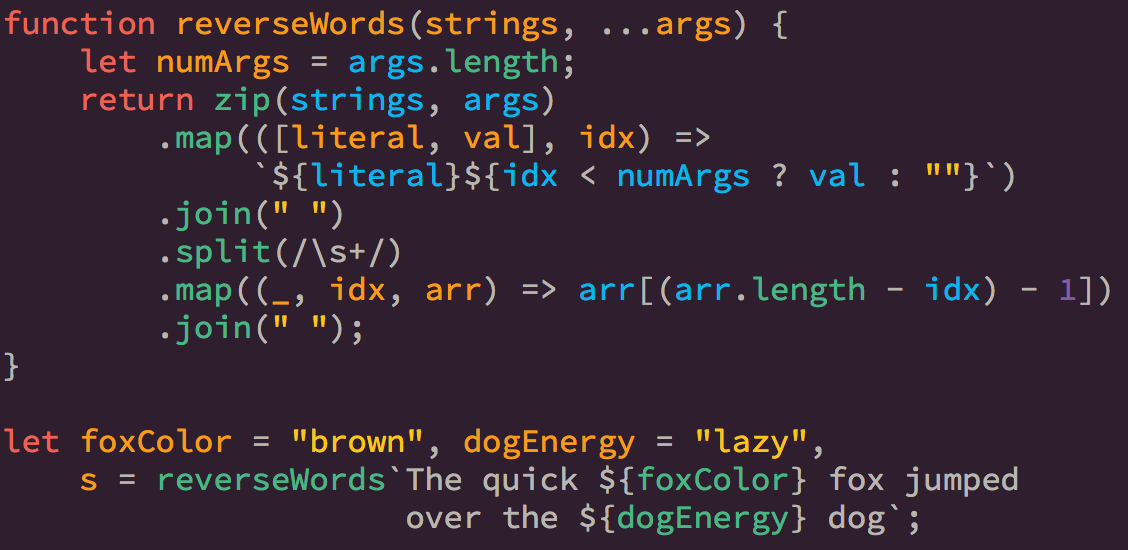 function reverseWords(strings, ...args) {
    let numArgs = args.length;
    return zip(strings, args)
        .map(([literal, val], idx) =>
             `${literal}${idx < numArgs ? val : ""}`)
        .join(" ")
        .split(/\s+/)
        .map((_, idx, arr) => arr[(arr.length - idx) - 1])
        .join(" ");
}

let foxColor = "brown", dogEnergy = "lazy",
    s = reverseWords`The quick ${foxColor} fox jumped
                     over the ${dogEnergy} dog`;